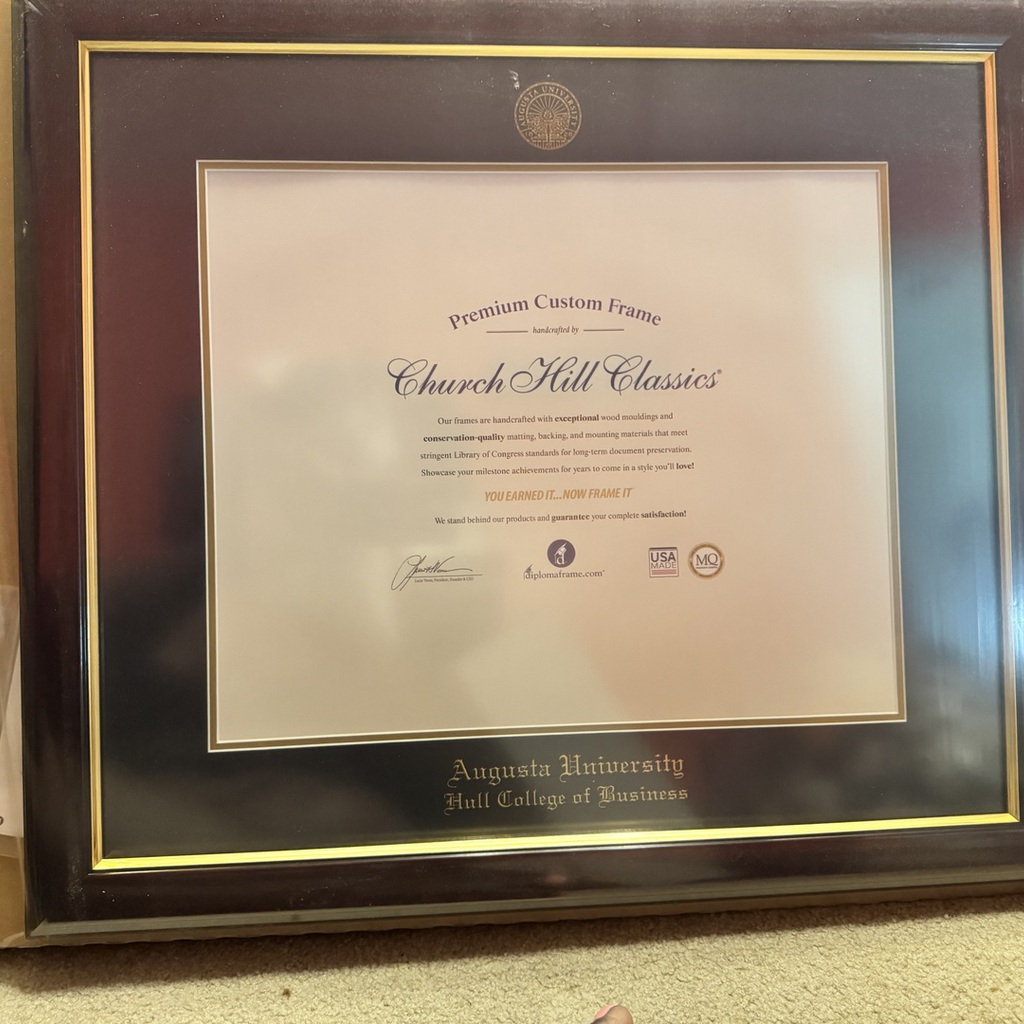 AUGUSTA UNIVERSITY
Premium Custom Frame
handcrafted by
Church Hill Classics®
Our frames are handcrafted with exceptional wood mouldings and
conservation-quality matting, backing, and mounting materials that meet
stringent Library of Congress standards for long-term document preservation.
Showcase your milestone achievements for years to come in a style you'll love!
YOU EARNED IT...NOW FRAME IT
We stand behind our products and guarantee your complete satisfaction!
diplomaframe.com
USA
MADE
MQ
Augusta University
Hull College of Business